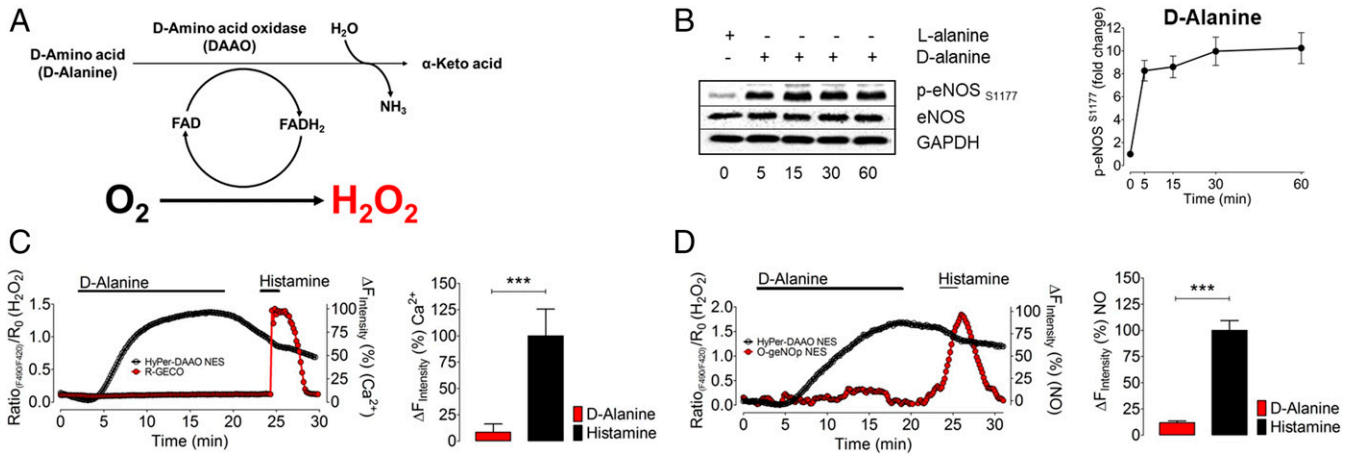 A
D-Amino acid oxidase
(DAAO)
H₂O
D-Amino acid
(D-Alanine)
α-Keto acid
NH₃
FAD
FADH₂
O₂
H₂O₂
B
+ - - - - L-alanine
- + + + + D-alanine
p-eNOS S1177
eNOS
GAPDH
0 5 15 30 60
D-Alanine
p-eNOS S1177 (fold change)
12
10
8
6
4
2
0
0 5 15 30 60
Time (min)
C
D-Alanine
Histamine
Ratio(F490/F420)/R₀ (H₂O₂)
1.5
1.0
0.5
0.0
HyPer-DAAO NES
R-GECO
100
75
50
25
0
ΔFIntensity (%) (Ca²⁺)
0 10 20 30
Time (min)
ΔFIntensity (%) Ca²⁺
150
125
100
75
50
25
0
***
D-Alanine
Histamine
D
D-Alanine
Histamine
Ratio(F490/F420)/R₀ (H₂O₂)
2.0
1.5
1.0
0.5
0.0
HyPer-DAAO NES
O-geNOp NES
100
75
50
25
0
ΔFIntensity (%) (NO)
0 10 20 30
Time (min)
ΔFIntensity (%) NO
150
125
100
75
50
25
0
***
D-Alanine
Histamine